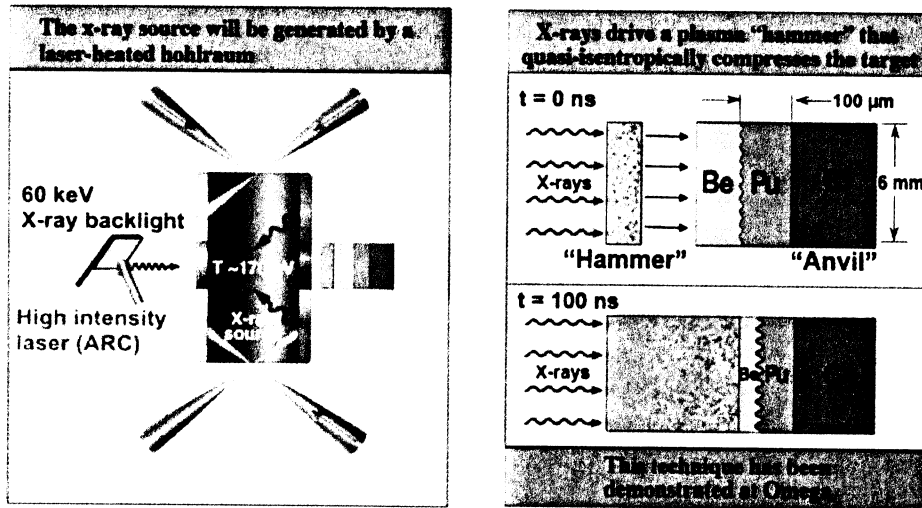 The x-ray source will be generated by a
laser-heated hohlraum
60 keV
X-ray backlight
High intensity
laser (ARC)
X-ray
X-rays drive a plasma "hammer" that
quasi-isentropically compresses the target
t = 0 ns
100 µm
X-rays
Be
Pu
6 mm
"Hammer"
"Anvil"
t = 100 ns
X-rays
Be
Pu
This technique has been
demonstrated at Omega